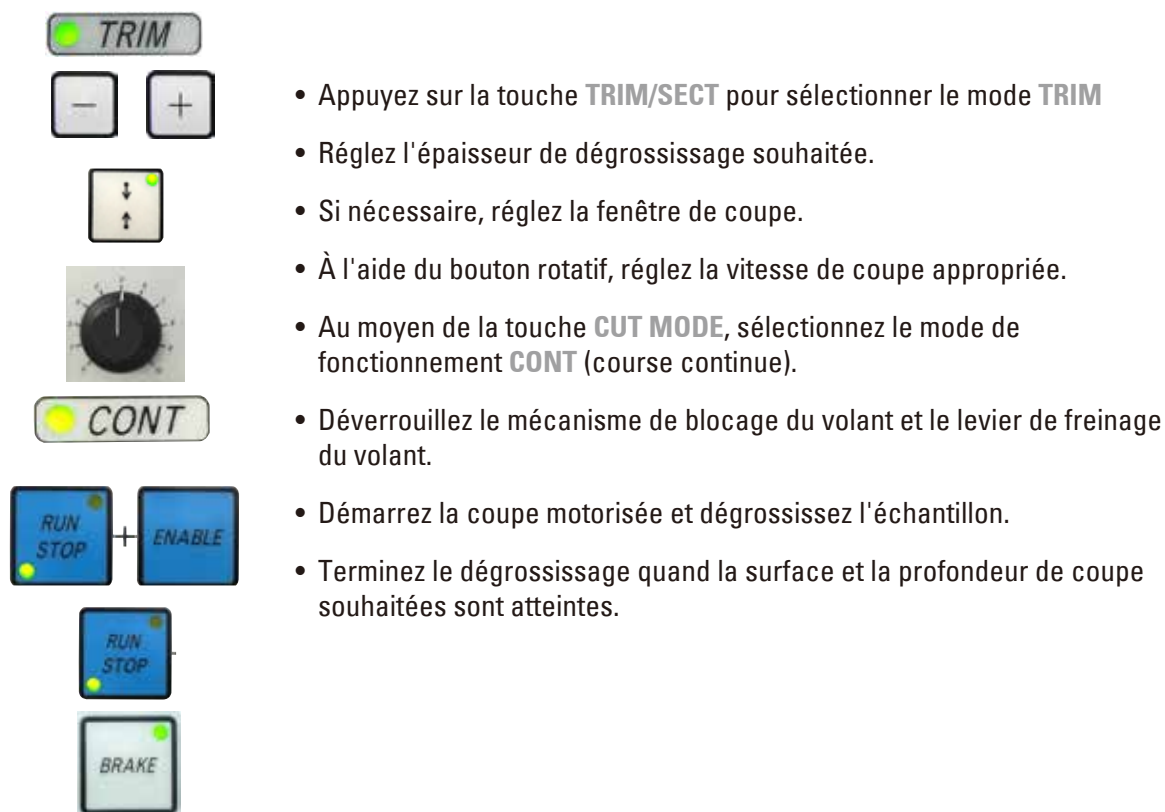 TRIM
− +
• Appuyez sur la touche TRIM/SECT pour sélectionner le mode TRIM
• Réglez l'épaisseur de dégrossissage souhaitée.
• Si nécessaire, réglez la fenêtre de coupe.
• À l'aide du bouton rotatif, réglez la vitesse de coupe appropriée.
• Au moyen de la touche CUT MODE, sélectionnez le mode de
fonctionnement CONT (course continue).
CONT
• Déverrouillez le mécanisme de blocage du volant et le levier de freinage
du volant.
RUN
STOP
+
ENABLE
• Démarrez la coupe motorisée et dégrossissez l'échantillon.
• Terminez le dégrossissage quand la surface et la profondeur de coupe
souhaitées sont atteintes.
RUN
STOP
BRAKE